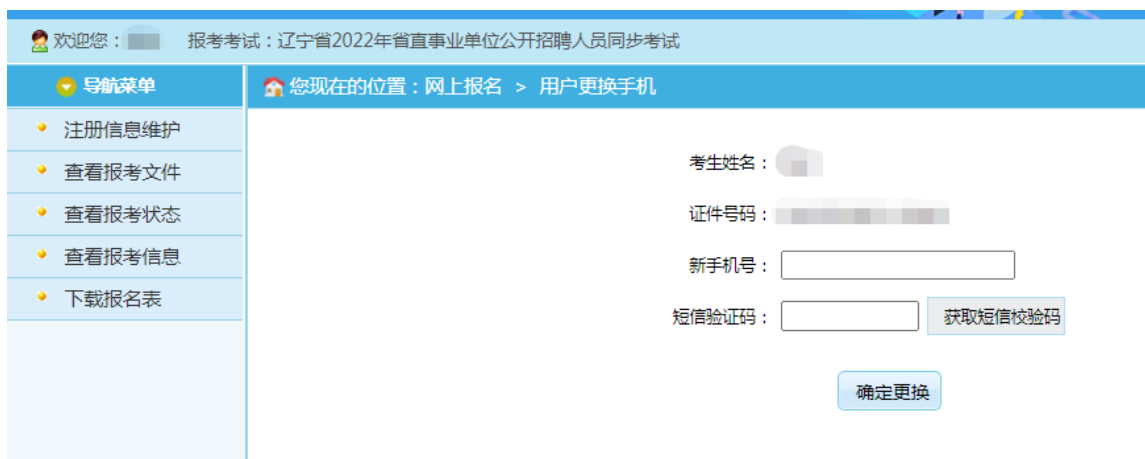 欢迎您： 报考考试：辽宁省2022年省直事业单位公开招聘人员同步考试
导航菜单
您现在的位置：网上报名 > 用户更换手机
注册信息维护
查看报考文件
查看报考状态
查看报考信息
下载报名表
考生姓名：
证件号码：
新手机号：
短信验证码： 获取短信校验码
确定更换